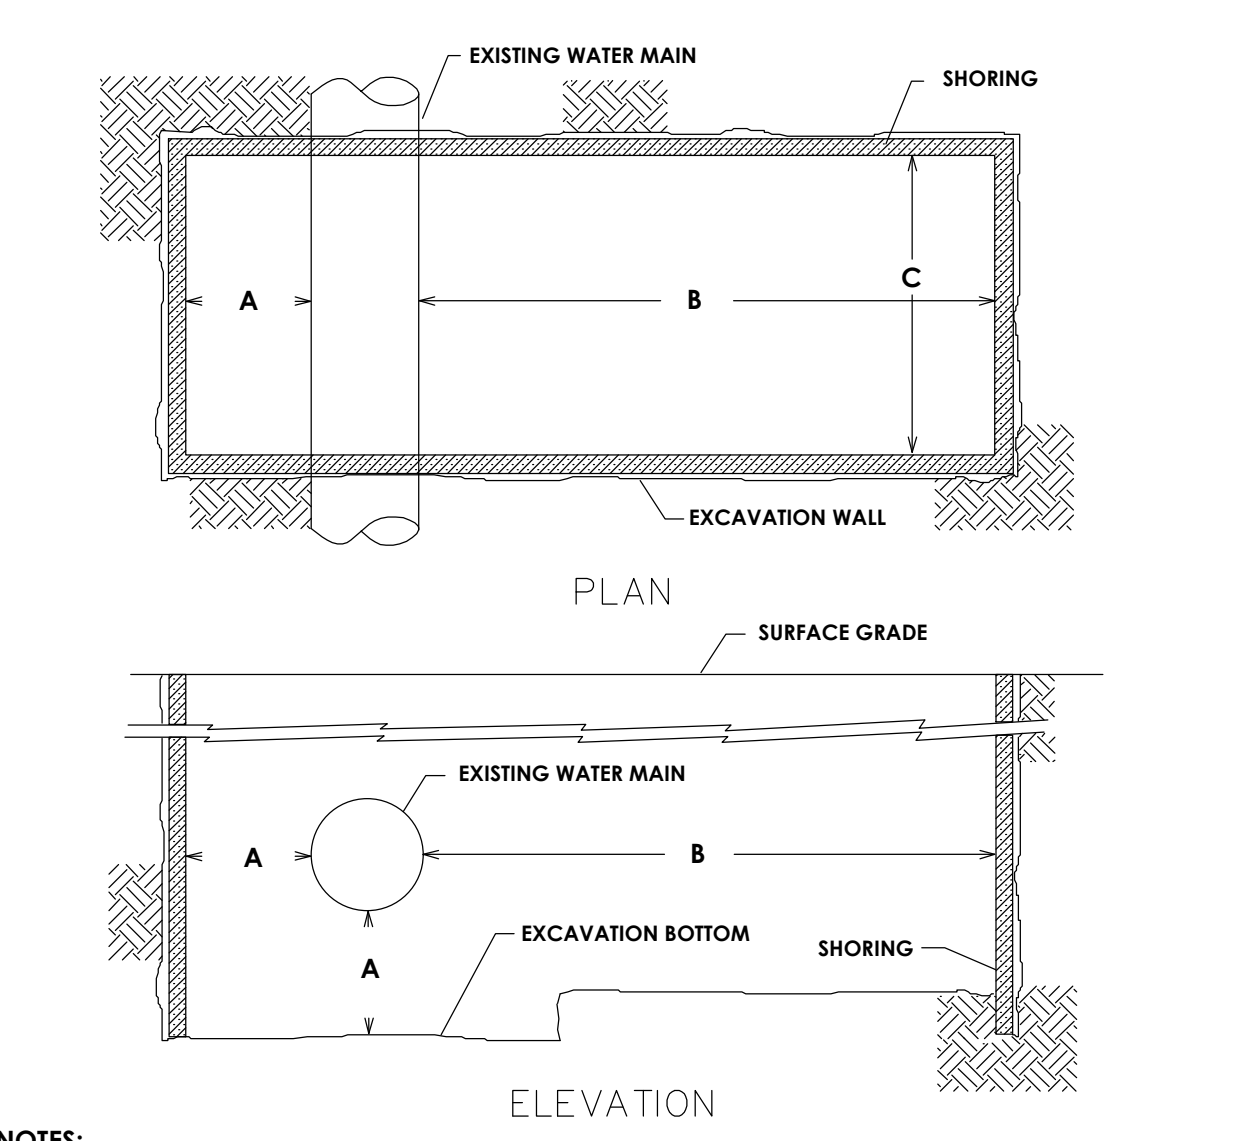 EXISTING WATER MAIN
SHORING
C
A
B
EXCAVATION WALL
PLAN
SURFACE GRADE
EXISTING WATER MAIN
A
B
EXCAVATION BOTTOM
SHORING
A
ELEVATION
NOTES: